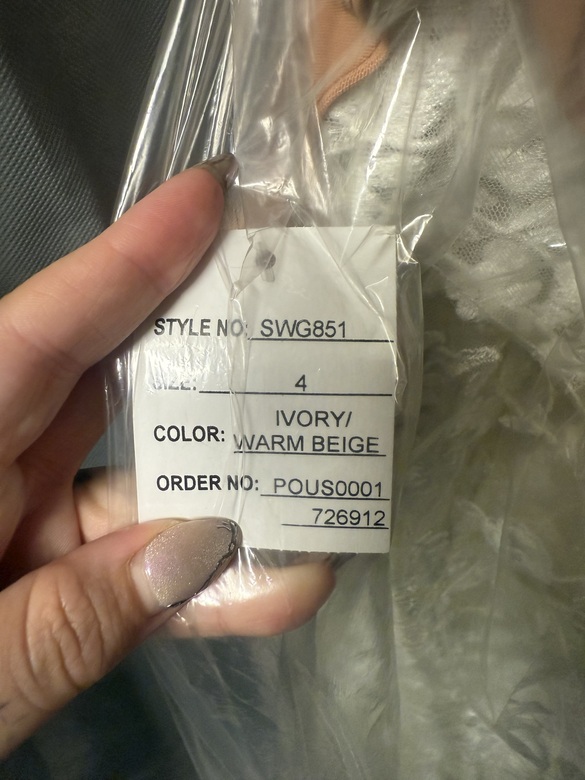 STYLE NO: SWG851
SIZE: 4
COLOR: IVORY/
WARM BEIGE
ORDER NO: POUS0001
726912